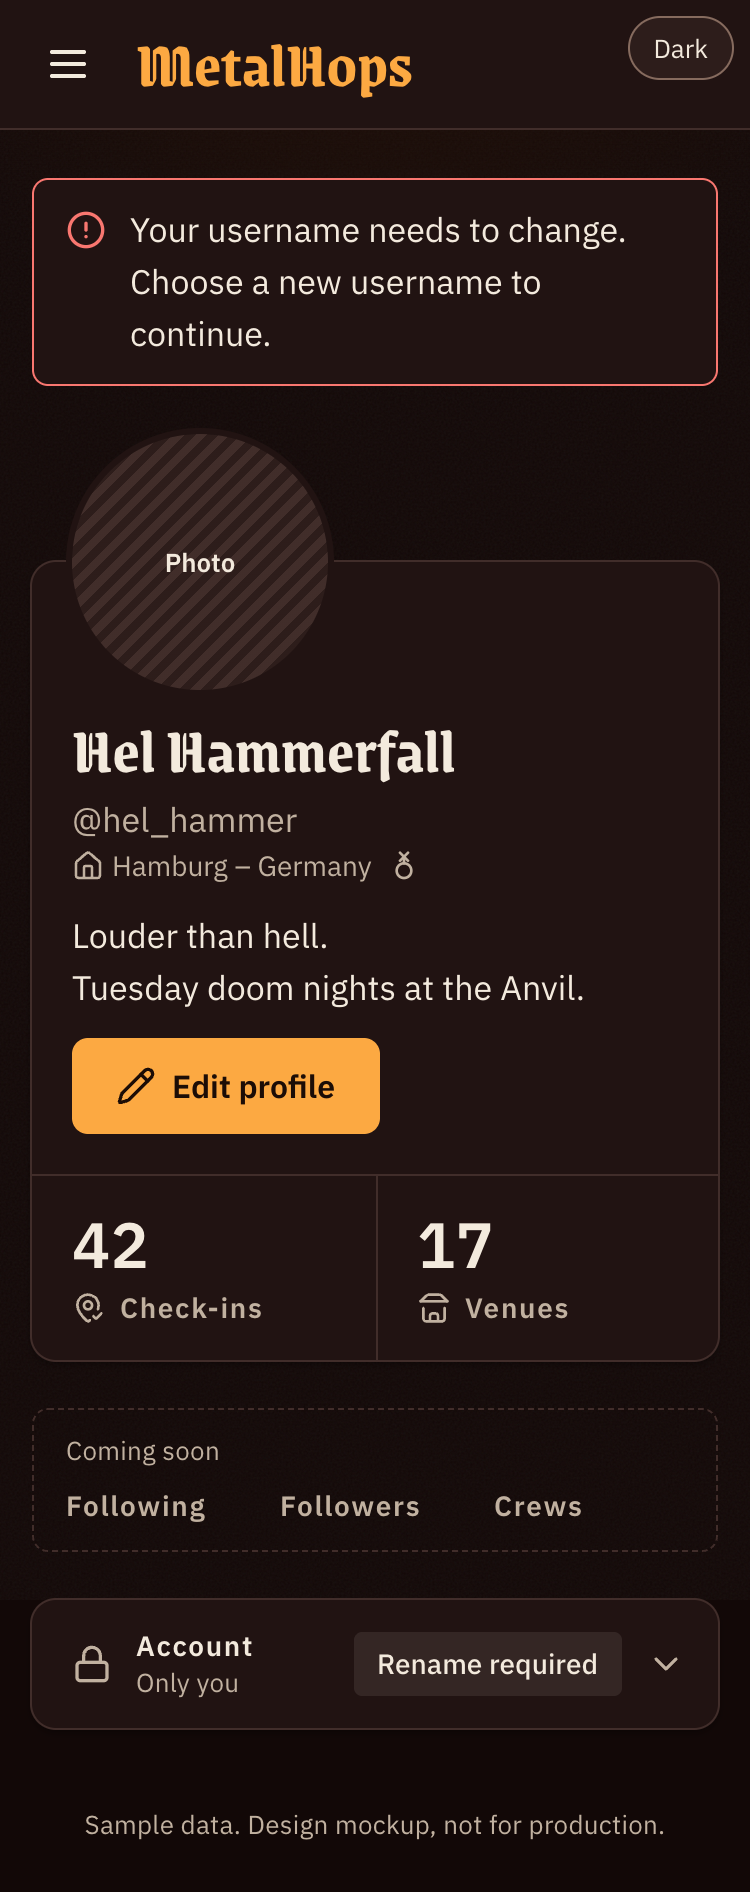 MetalHops
Dark
Your username needs to change.
Choose a new username to
continue.
Photo
Hel Hammerfall
@hel_hammer
Hamburg – Germany
Louder than hell.
Tuesday doom nights at the Anvil.
Edit profile
42
Check-ins
17
Venues
Coming soon
Following Followers Crews
Account
Only you
Rename required
Sample data. Design mockup, not for production.